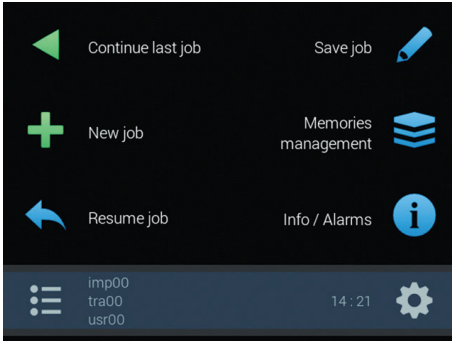 Continue last job
Save job
New job
Memories
management
Resume job
Info / Alarms
imp00
tra00
usr00
14 : 21